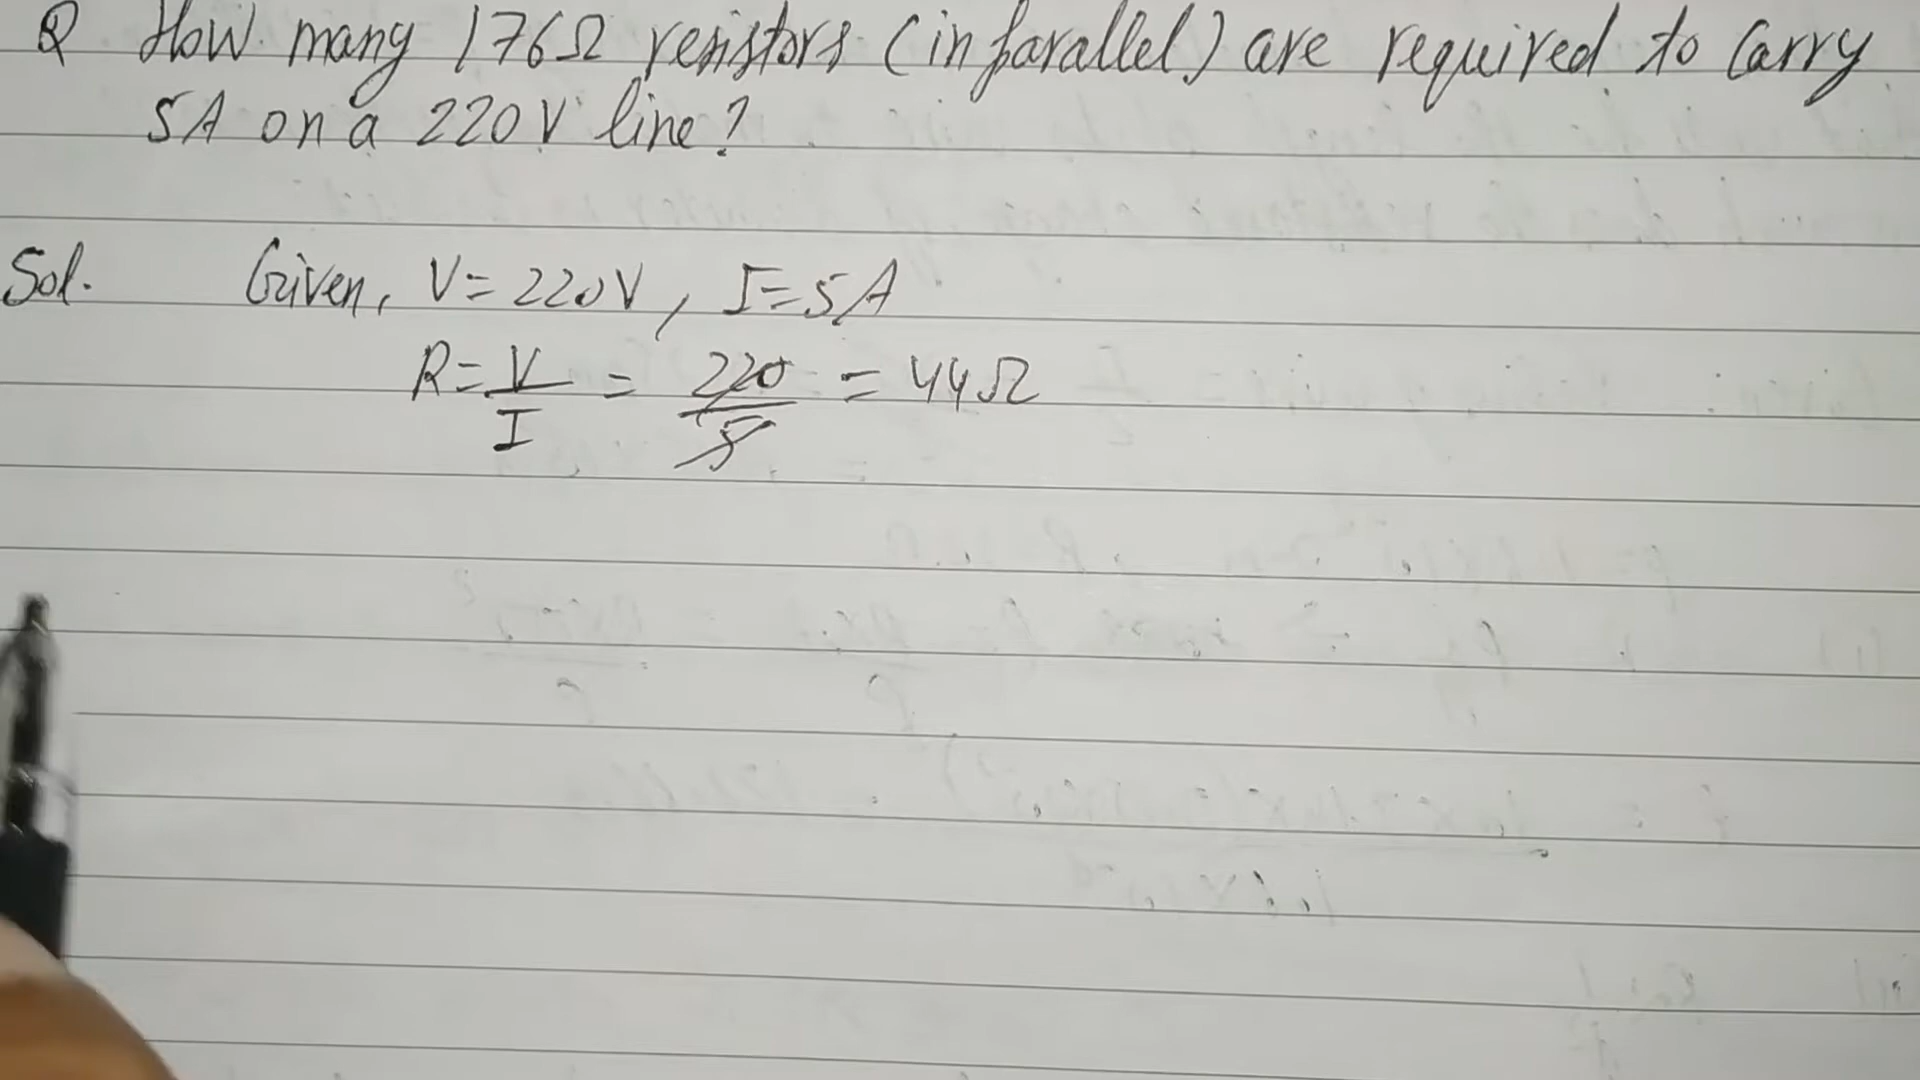 Q How many 176Ω resistors (in parallel) are required to carry
5A on a 220V line?
Sol. Given, V=220V, I=5A
R=V/I = 220/5 = 44Ω